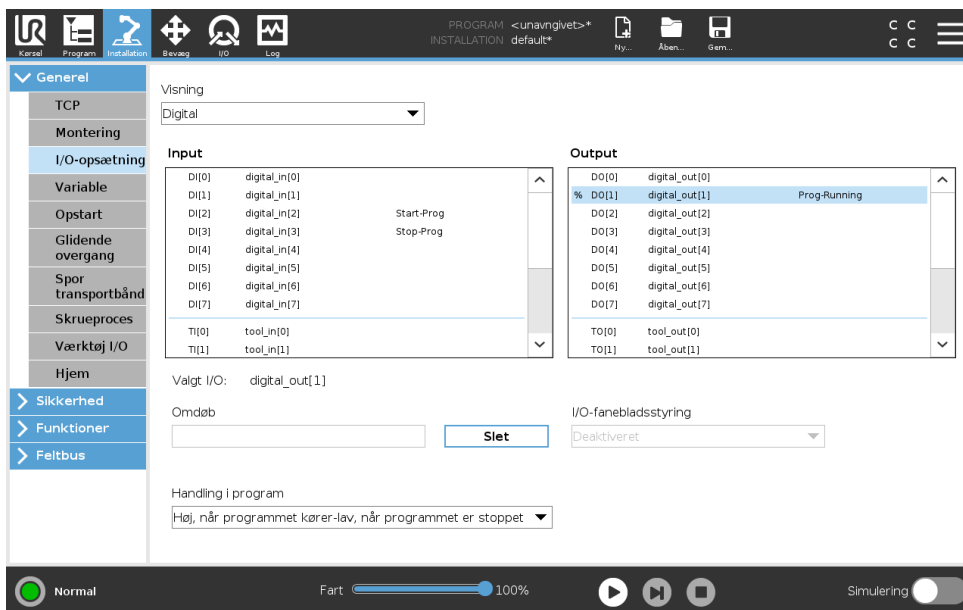 UR
PROGRAM <unavngivet>*
INSTALLATION default*
C C
C C
Kørsel Program Installation Bevæg I/O Log Ny... Åben... Gem...
Generel
TCP
Montering
I/O-opsætning
Variable
Opstart
Glidende
overgang
Spor
transportbånd
Skrueproces
Værktøj I/O
Hjem
Sikkerhed
Funktioner
Feltbus
Visning
Digital
Input
DI[0] digital_in[0]
DI[1] digital_in[1]
DI[2] digital_in[2] Start-Prog
DI[3] digital_in[3] Stop-Prog
DI[4] digital_in[4]
DI[5] digital_in[5]
DI[6] digital_in[6]
DI[7] digital_in[7]
TI[0] tool_in[0]
TI[1] tool_in[1]
Output
DO[0] digital_out[0]
% DO[1] digital_out[1] Prog-Running
DO[2] digital_out[2]
DO[3] digital_out[3]
DO[4] digital_out[4]
DO[5] digital_out[5]
DO[6] digital_out[6]
DO[7] digital_out[7]
TO[0] tool_out[0]
TO[1] tool_out[1]
Valgt I/O: digital_out[1]
Omdøb
Slet
I/O-fanebladsstyring
Deaktiveret
Handling i program
Høj, når programmet kører-lav, når programmet er stoppet
Normal
Fart 100%
Simulering